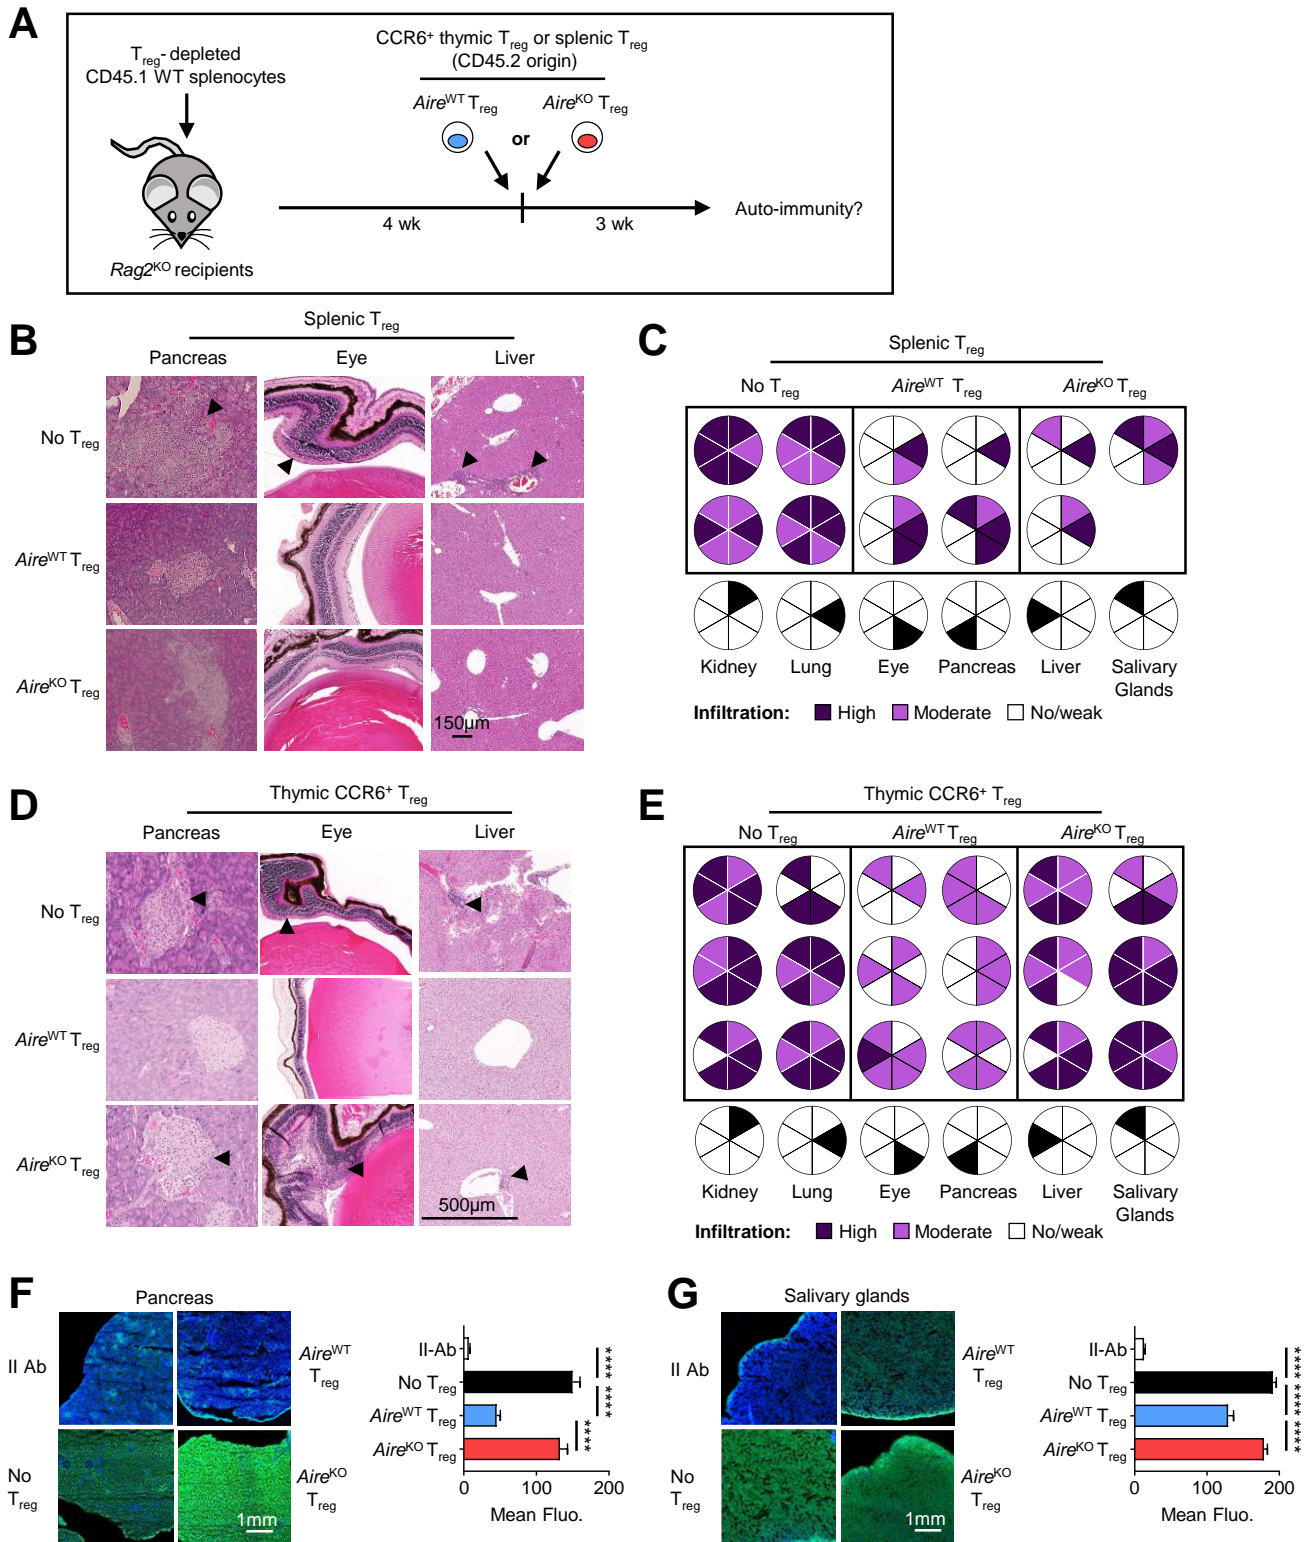 A
Treg- depleted
CD45.1 WT splenocytes
CCR6+ thymic Treg or splenic Treg
(CD45.2 origin)
AireWT Treg
AireKO Treg
or
4 wk
3 wk
Auto-immunity?
Rag2KO recipients
B
Splenic Treg
Pancreas
Eye
Liver
No Treg
AireWT Treg
AireKO Treg
150µm
C
Splenic Treg
No Treg
AireWT Treg
AireKO Treg
Kidney
Lung
Eye
Pancreas
Liver
Salivary
Glands
Infiltration:
High
Moderate
No/weak
D
Thymic CCR6+ Treg
Pancreas
Eye
Liver
No Treg
AireWT Treg
AireKO Treg
500µm
E
Thymic CCR6+ Treg
No Treg
AireWT Treg
AireKO Treg
Kidney
Lung
Eye
Pancreas
Liver
Salivary
Glands
Infiltration:
High
Moderate
No/weak
F
Pancreas
II Ab
AireWT
Treg
No
Treg
AireKO
Treg
1mm
II-Ab
No Treg
AireWT Treg
AireKO Treg
****
****
****
0
100
200
Mean Fluo.
G
Salivary glands
II Ab
AireWT
Treg
No
Treg
AireKO
Treg
1mm
II-Ab
No Treg
AireWT Treg
AireKO Treg
****
****
****
0
100
200
Mean Fluo.